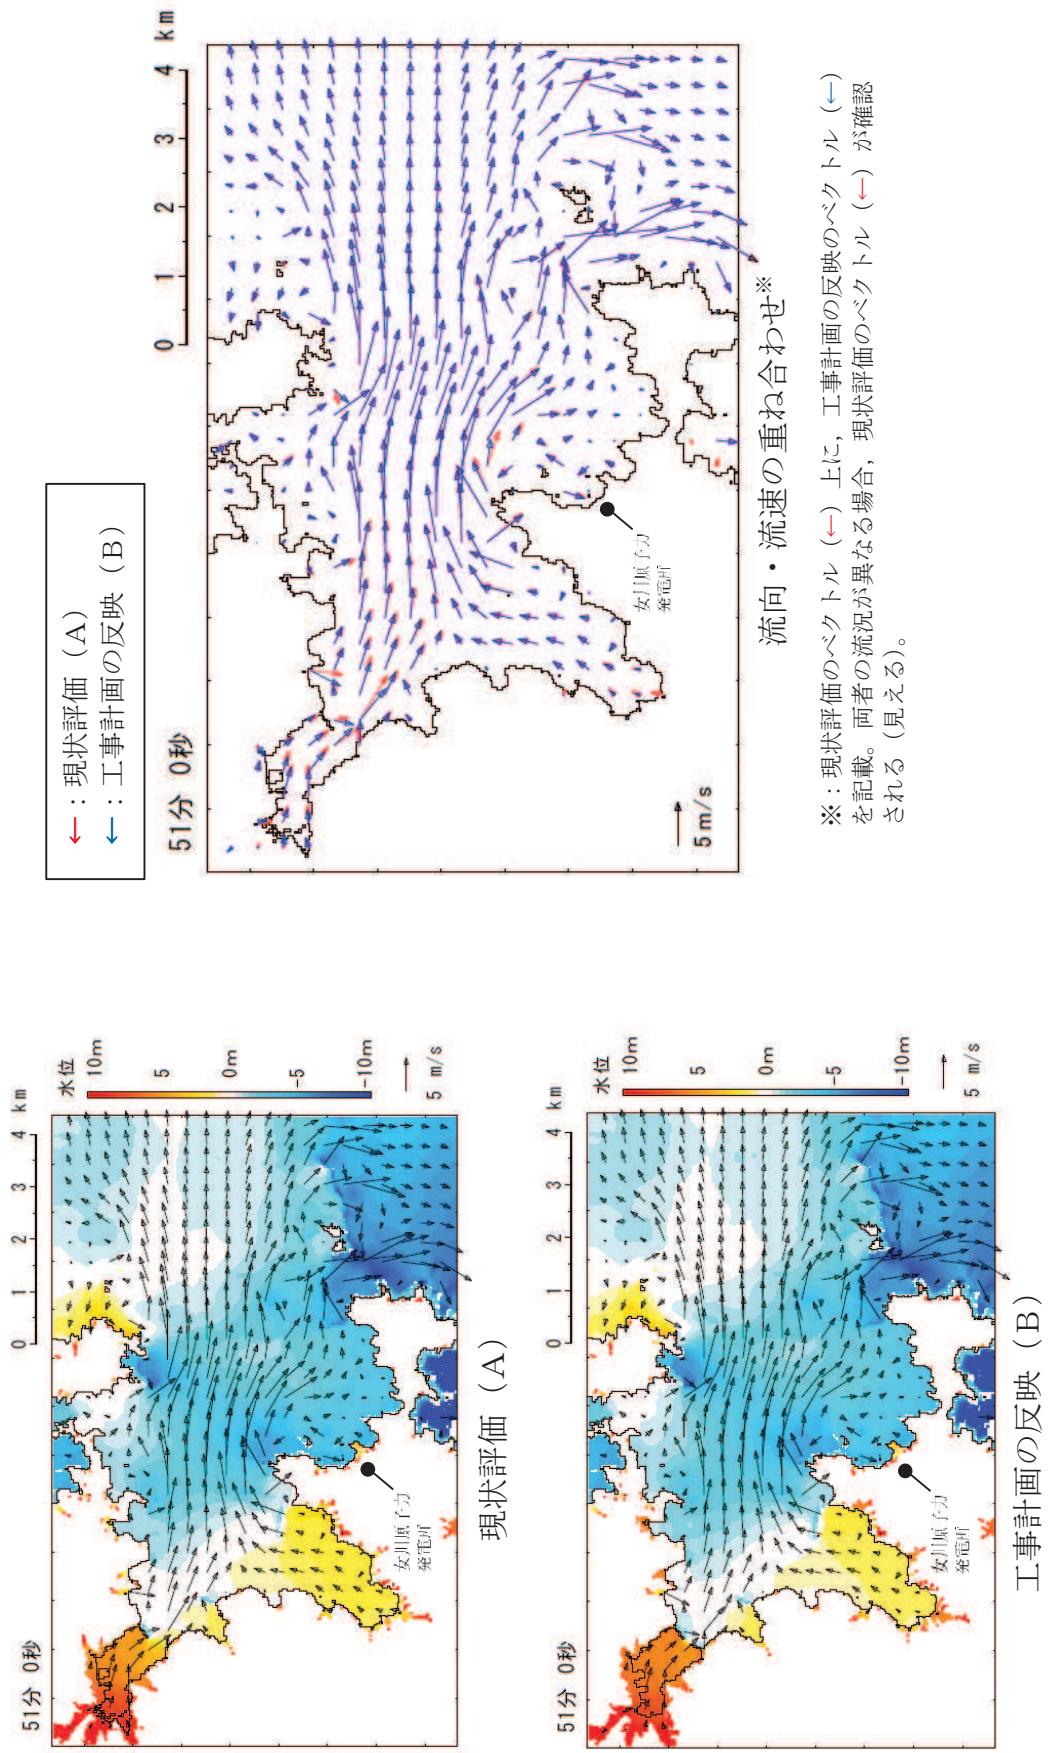 51分 0秒
0 1 2 3 4 km
水位
10m
5
0m
-5
-10m
5 m/s
女川原子力
発電所
現状評価（A）
51分 0秒
0 1 2 3 4 km
水位
10m
5
0m
-5
-10m
5 m/s
女川原子力
発電所
工事計画の反映（B）
←：現状評価（A）
←：工事計画の反映（B）
51分 0秒
0 1 2 3 4 km
5m/s
女川原子力
発電所
流向・流速の重ね合わせ※
※：現状評価のベクトル（←）上に，工事計画の反映のベクトル（←）
を記載。両者の流況が異なる場合，現状評価のベクトル（←）が確認
される（見える）。